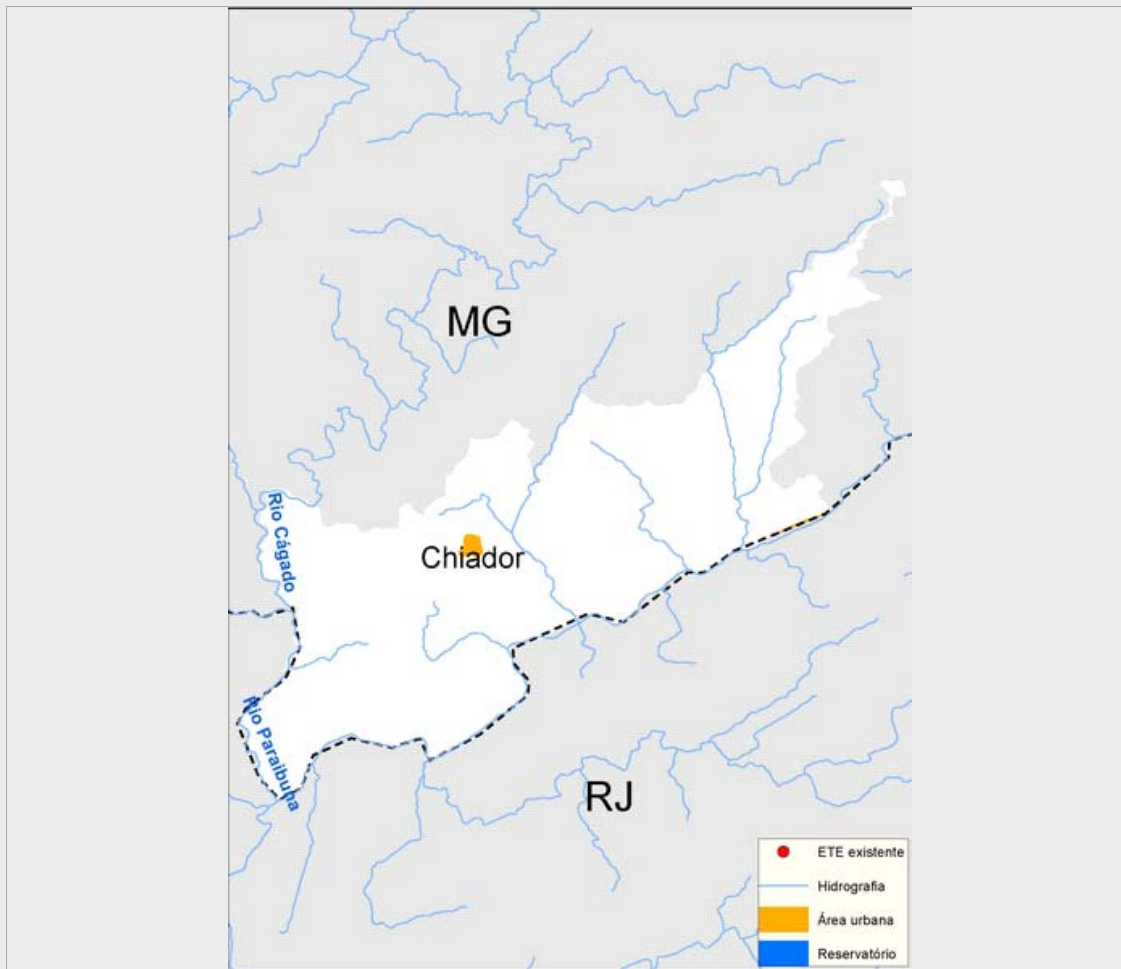 MG
Rio Cágado
Chiador
Rio Paraibuna
RJ
ETE existente
Hidrografia
Área urbana
Reservatório